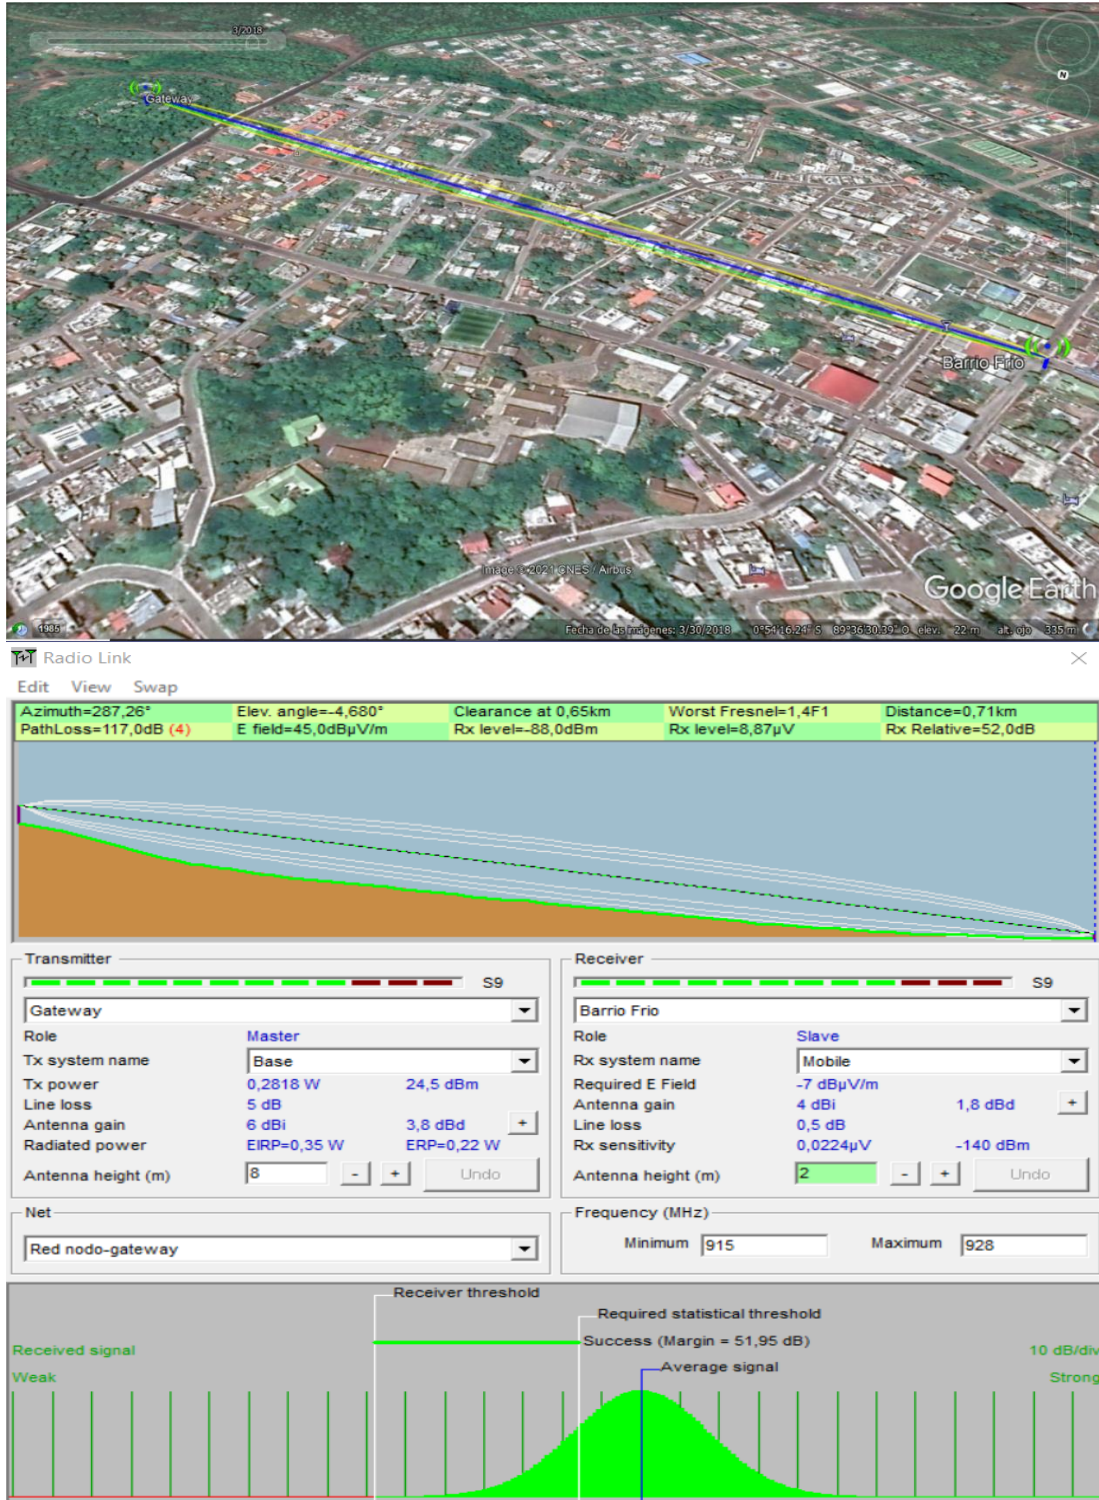 3/2018
N
Gateway
Barrio Frio
Image © 2021 CNES / Airbus
Google Earth
1985
Fecha de las imágenes: 3/30/2018 0°54'16.24" S 89°36'30.39" O elev. 22 m alt. ojo 335 m
Radio Link
Edit View Swap
Azimuth=287,26° Elev. angle=-4,680° Clearance at 0,65km Worst Fresnel=1,4F1 Distance=0,71km
PathLoss=117,0dB (4) E field=45,0dBµV/m Rx level=-88,0dBm Rx level=8,87µV Rx Relative=52,0dB
Transmitter
S9
Gateway
Role Master
Tx system name Base
Tx power 0,2818 W 24,5 dBm
Line loss 5 dB
Antenna gain 6 dBi 3,8 dBd +
Radiated power EIRP=0,35 W ERP=0,22 W
Antenna height (m) 8 - + Undo
Receiver
S9
Barrio Frio
Role Slave
Rx system name Mobile
Required E Field -7 dBµV/m
Antenna gain 4 dBi 1,8 dBd +
Line loss 0,5 dB
Rx sensitivity 0,0224µV -140 dBm
Antenna height (m) 2 - + Undo
Net
Red nodo-gateway
Frequency (MHz)
Minimum 915 Maximum 928
Receiver threshold
Required statistical threshold
Success (Margin = 51,95 dB)
Received signal 10 dB/div
Average signal
Weak Strong